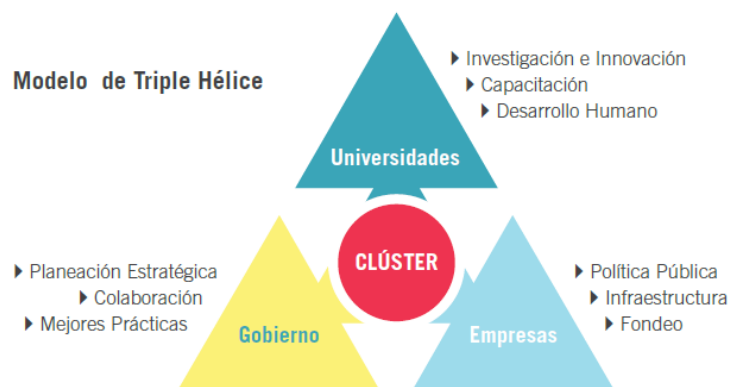 Modelo de Triple Hélice
Investigación e Innovación
Capacitación
Desarrollo Humano
Universidades
CLÚSTER
Planeación Estratégica
Colaboración
Mejores Prácticas
Gobierno
Empresas
Política Pública
Infraestructura
Fondeo